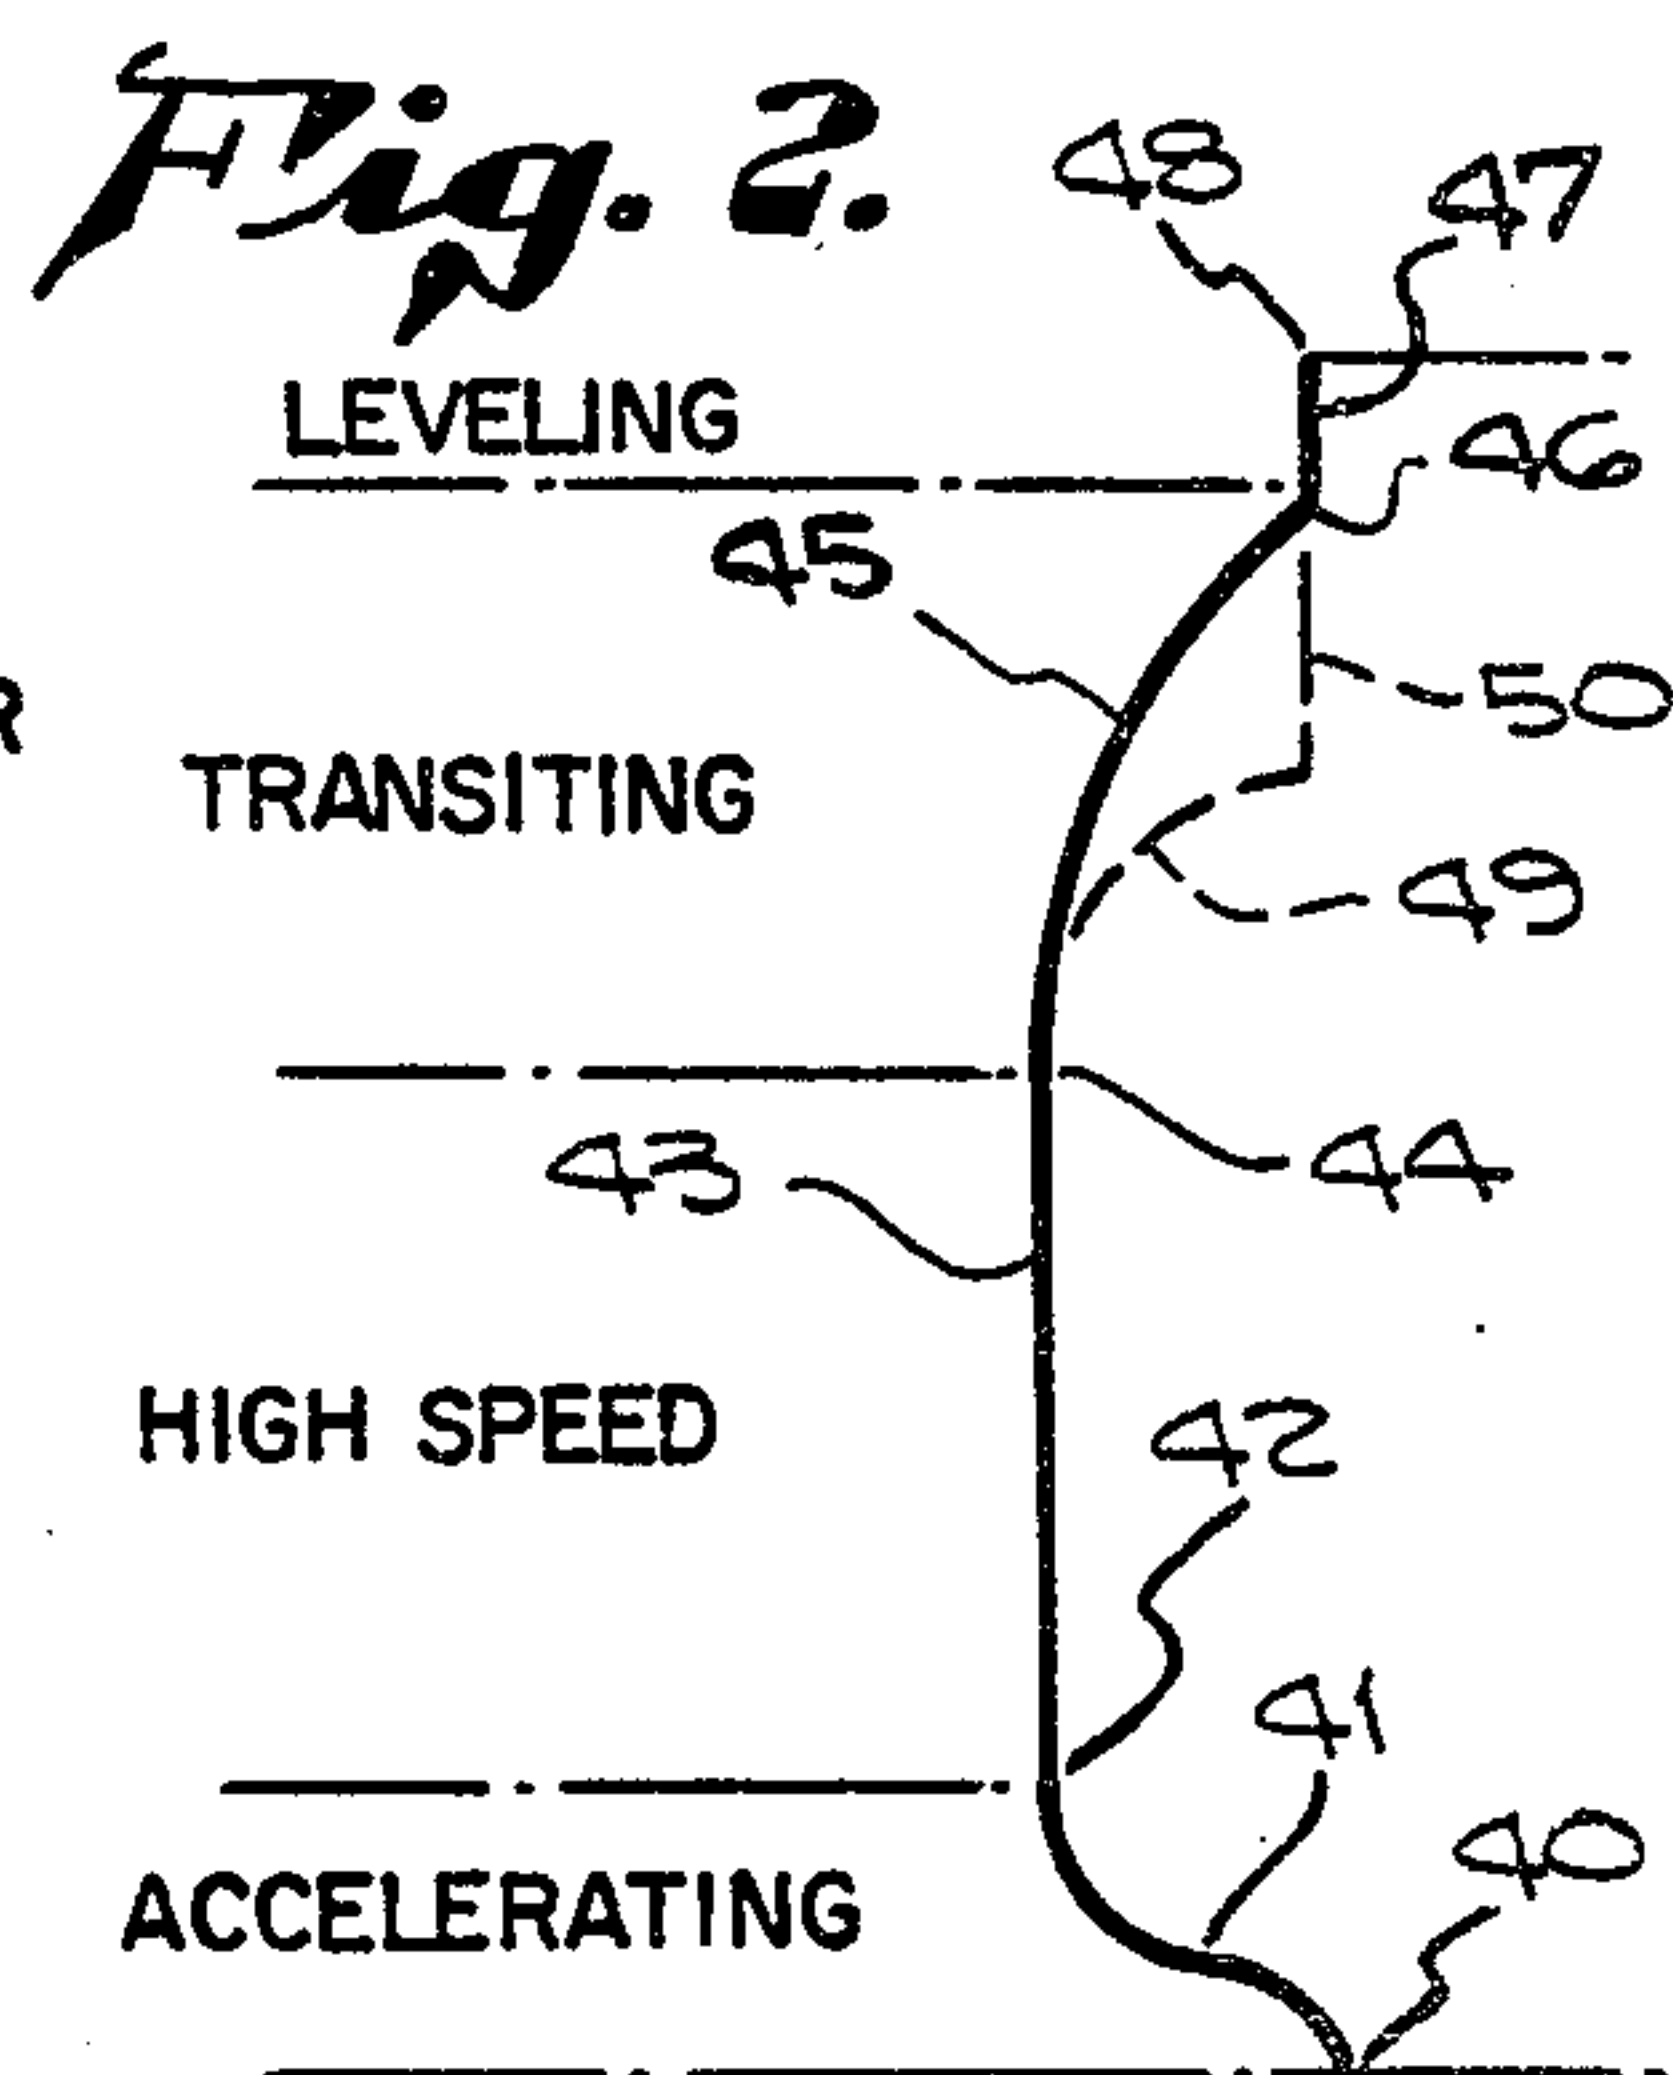 Fig. 2.
48
47
LEVELING
46
45
R
50
TRANSITING
49
43
44
HIGH SPEED
42
41
40
ACCELERATING